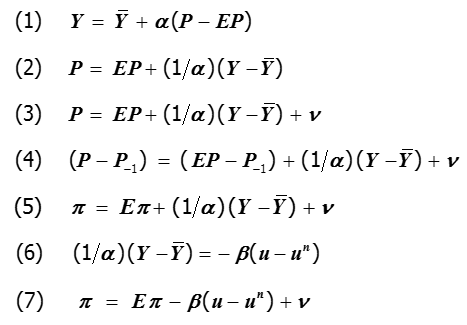 (1) Y = Ȳ + α(P − EP)
(2) P = EP + (1/α)(Y − Ȳ)
(3) P = EP + (1/α)(Y − Ȳ) + ν
(4) (P − P₋₁) = (EP − P₋₁) + (1/α)(Y − Ȳ) + ν
(5) π = Eπ + (1/α)(Y − Ȳ) + ν
(6) (1/α)(Y − Ȳ) = − β(u − uⁿ)
(7) π = Eπ − β(u − uⁿ) + ν